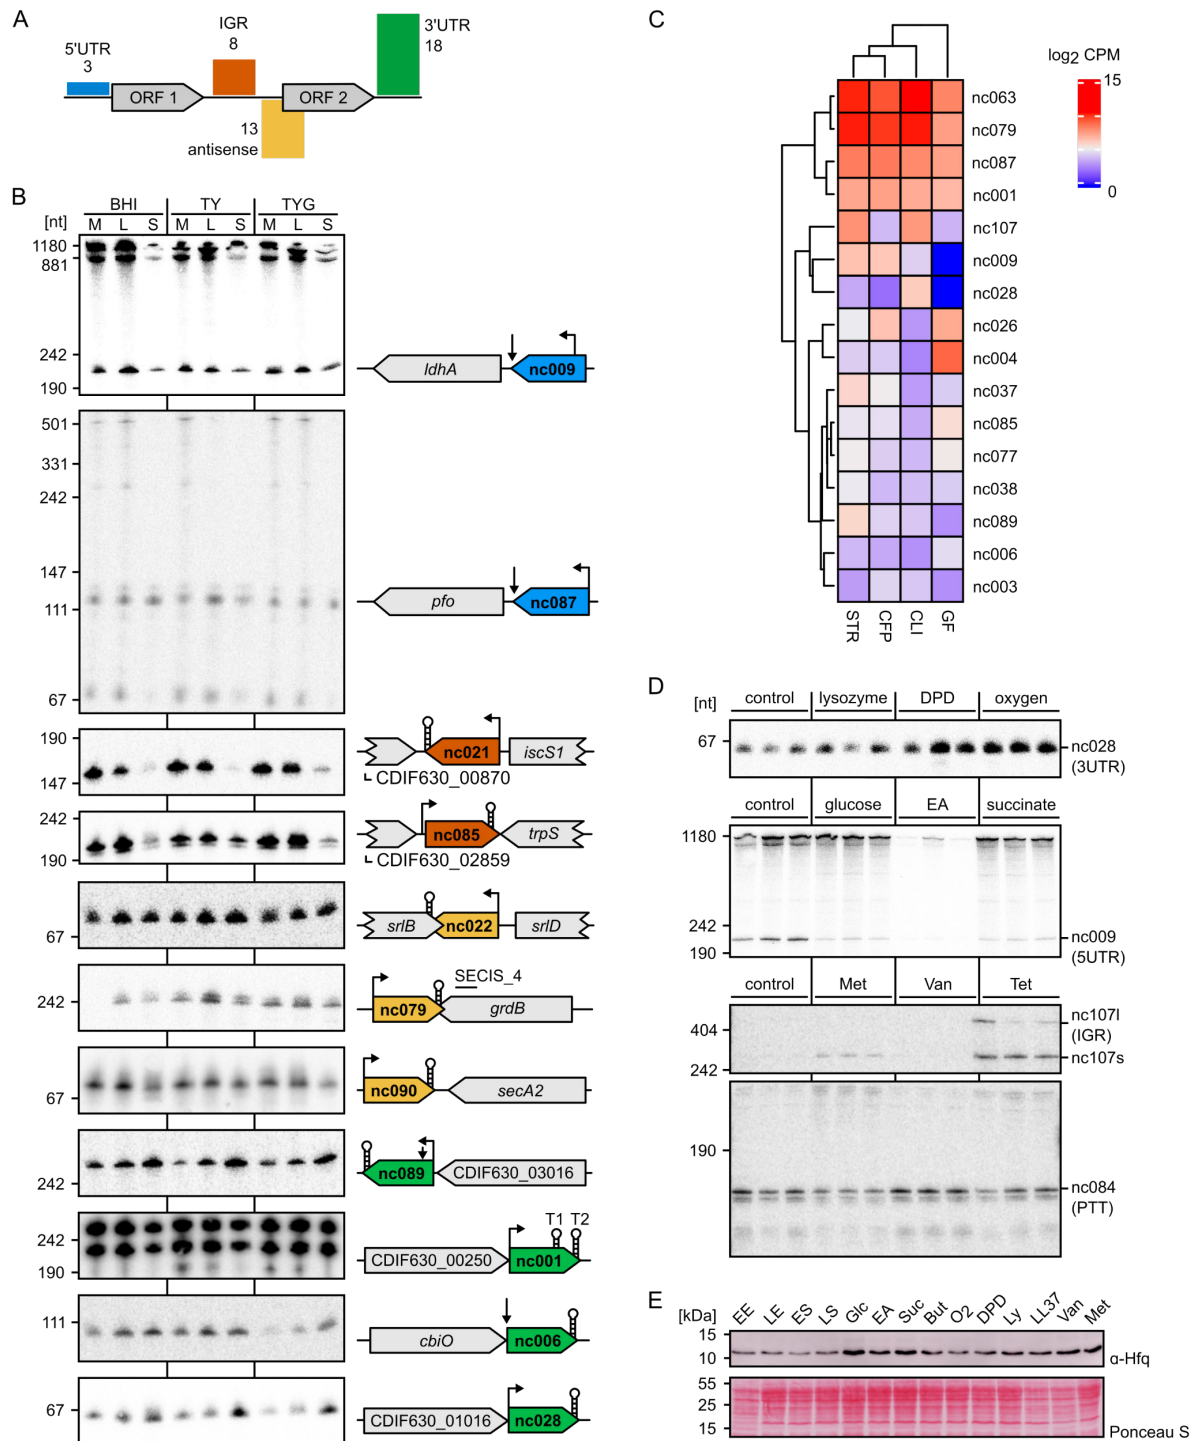 A
5'UTR
3
IGR
8
3'UTR
18
ORF 1
ORF 2
13
antisense
B
BHI TY TYG
[nt] M L S M L S M L S
1180
881
242
190
ldhA nc009
501
331
242
147
111
67
pfo nc087
190
147
nc021 iscS1
CDIF630_00870
242
190
nc085 trpS
CDIF630_02859
67
srlB nc022 srlD
242
SECIS_4
nc079 grdB
67
nc090 secA2
242
nc089 CDIF630_03016
242
190
T1 T2
CDIF630_00250 nc001
111
cbiO nc006
67
CDIF630_01016 nc028
C
log2 CPM
15
0
nc063
nc079
nc087
nc001
nc107
nc009
nc028
nc026
nc004
nc037
nc085
nc077
nc038
nc089
nc006
nc003
STR CFP CLI GF
D
[nt] control lysozyme DPD oxygen
67
nc028
(3UTR)
control glucose EA succinate
1180
242
190
nc009
(5UTR)
control Met Van Tet
404
242
nc107l
(IGR)
nc107s
190
nc084
(PTT)
E
[kDa] EE LE ES LS Glc EA Suc But O2 DPD Ly LL37 Van Met
15
10
α-Hfq
55
25
15
Ponceau S